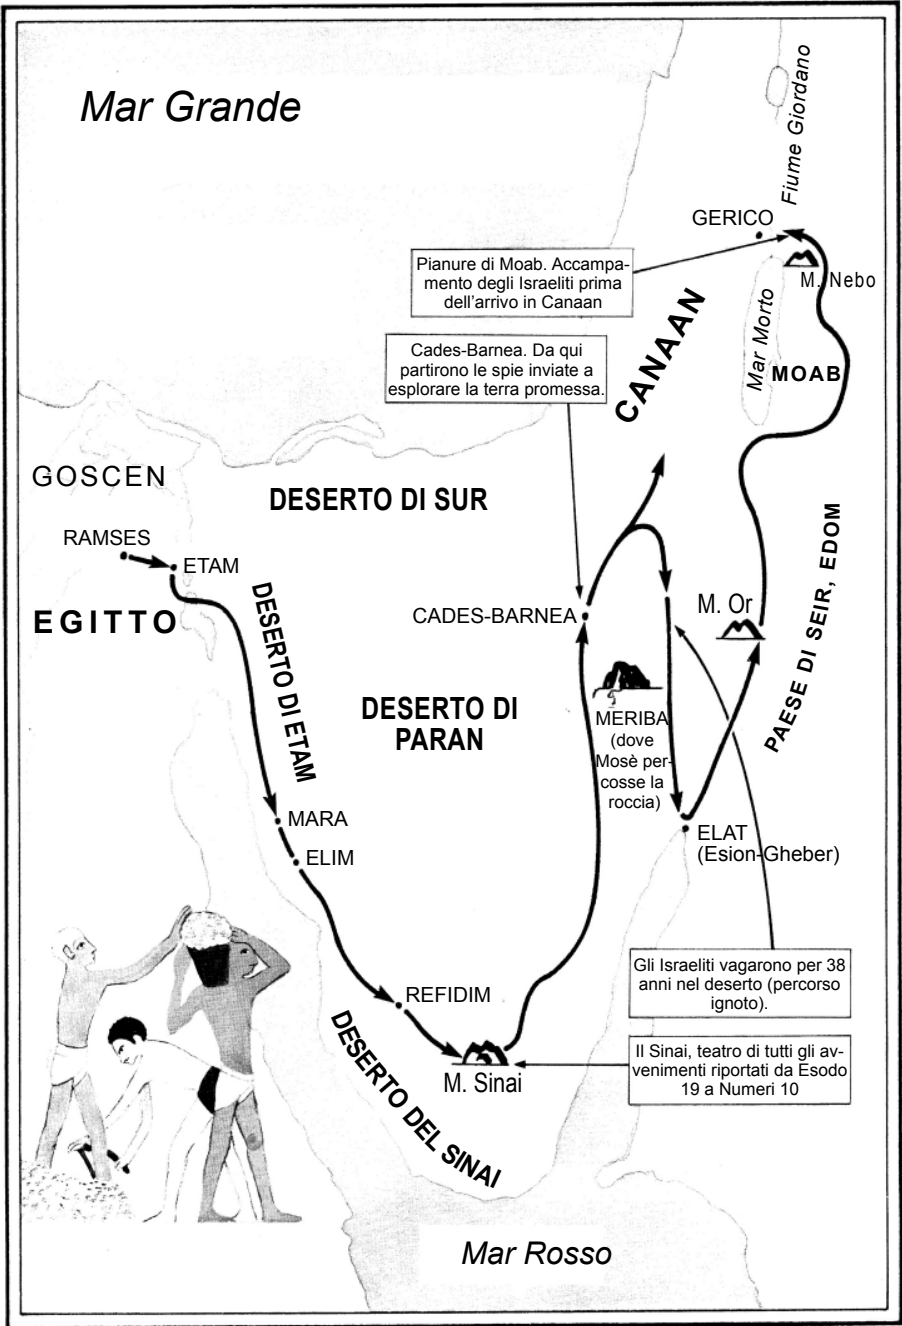 Mar Grande
Fiume Giordano
GERICO
Pianure di Moab. Accampa-
mento degli Israeliti prima
dell'arrivo in Canaan
M. Nebo
Mar Morto
MOAB
CANAAN
Cades-Barnea. Da qui
partirono le spie inviate a
esplorare la terra promessa.
GOSCEN
DESERTO DI SUR
RAMSES
ETAM
EGITTO
DESERTO DI ETAM
CADES-BARNEA
M. Or
PAESE DI SEIR, EDOM
DESERTO DI
PARAN
MERIBA
(dove
Mosè per-
cosse la
roccia)
MARA
ELIM
ELAT
(Esion-Gheber)
Gli Israeliti vagarono per 38
anni nel deserto (percorso
ignoto).
REFIDIM
M. Sinai
Il Sinai, teatro di tutti gli av-
venimenti riportati da Esodo
19 a Numeri 10
DESERTO DEL SINAI
Mar Rosso